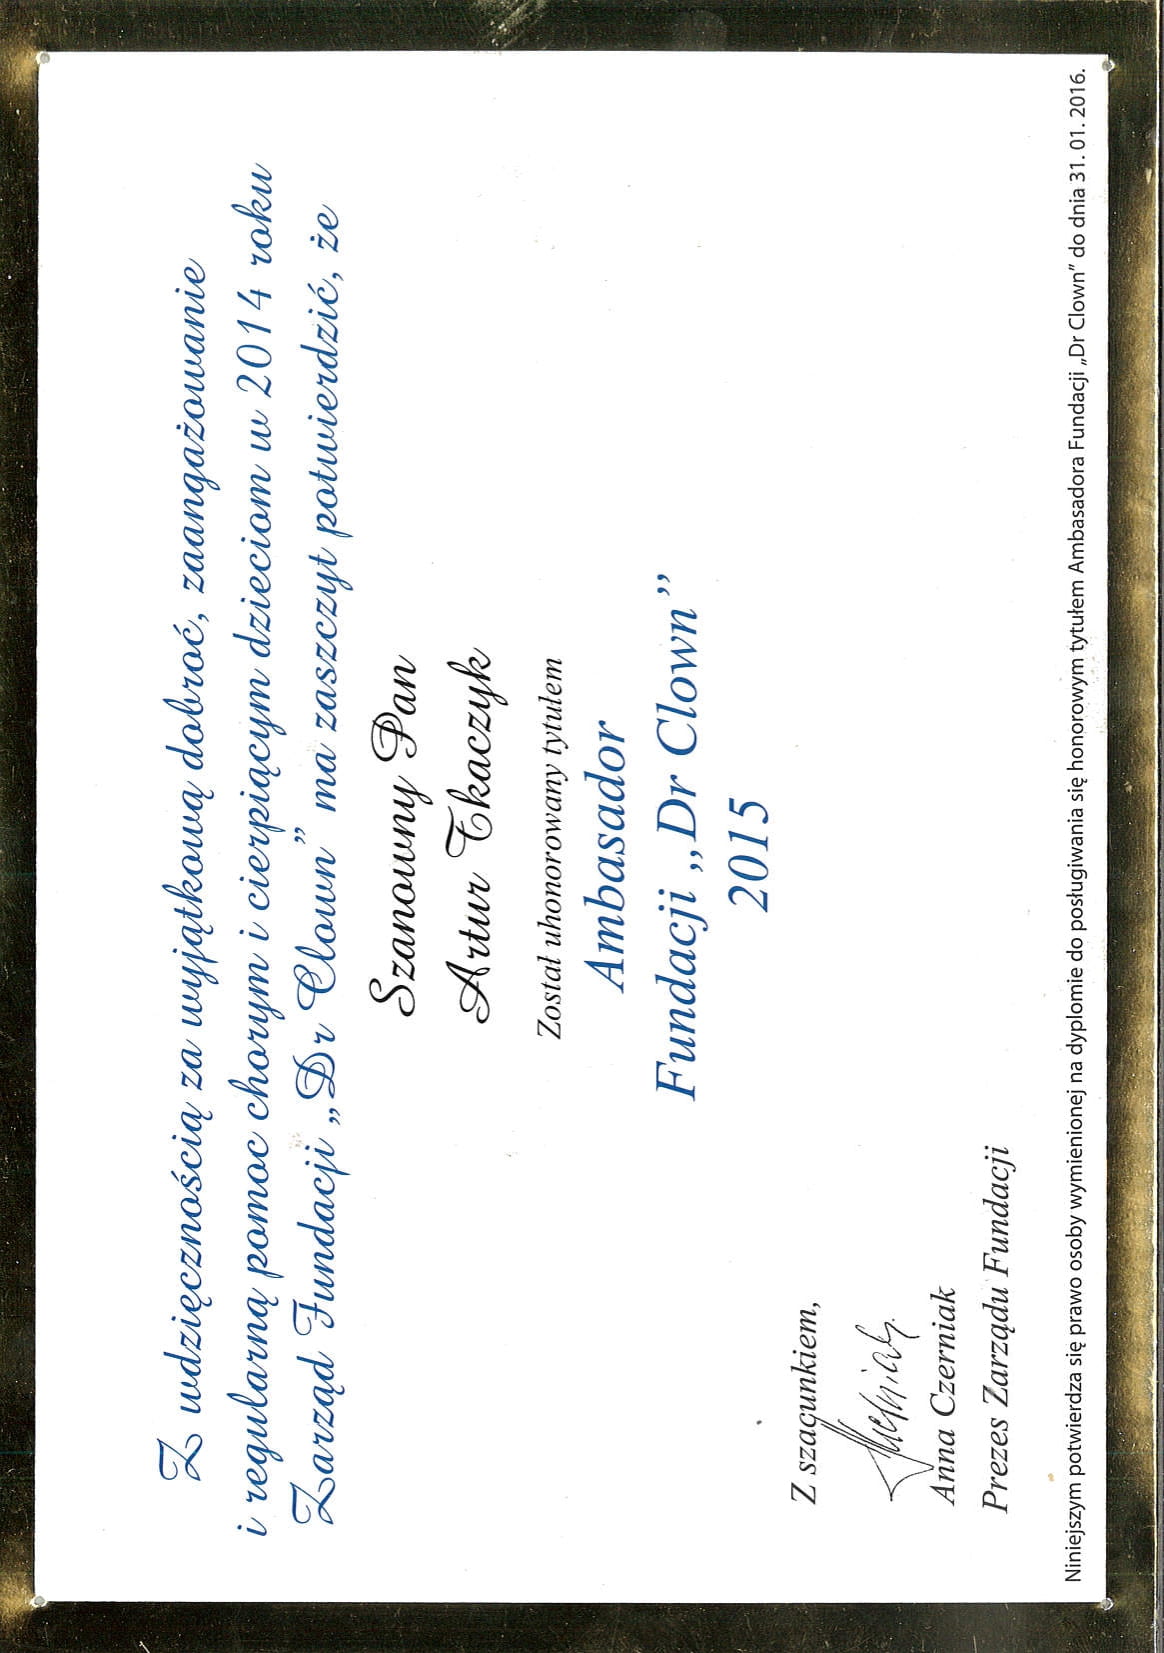 Z wdzięcznością za wyjątkową dobroć, zaangażowanie
i regularną pomoc chorym i cierpiącym dzieciom w 2014 roku
Zarząd Fundacji „Dr Clown” ma zaszczyt potwierdzić, że
Szanowny Pan
Artur Tkaczyk
Został uhonorowany tytułem
Ambasador
Fundacji „Dr Clown”
2015
Z szacunkiem,
Anna Czerniak
Prezes Zarządu Fundacji
Niniejszym potwierdza się prawo osoby wymienionej na dyplomie do posługiwania się honorowym tytułem Ambasadora Fundacji „Dr Clown” do dnia 31. 01. 2016.